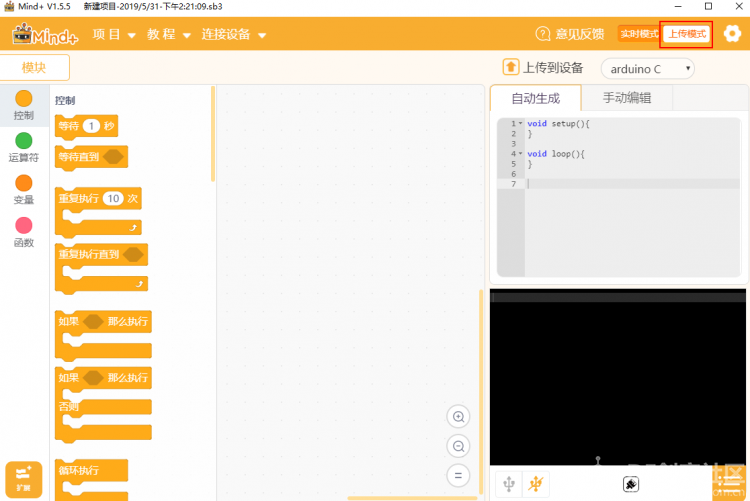 Mind+ V1.5.5 新建项目-2019/5/31-下午2:21:09.sb3
Mind+ 项目 教程 连接设备 意见反馈 实时模式 上传模式
模块 上传到设备 arduino C
自动生成 手动编辑
控制
运算符
变量
函数
扩展
控制
等待 1 秒
等待直到
重复执行 10 次
重复执行直到
如果 那么执行
如果 那么执行
否则
循环执行
1 void setup(){
2 }
3
4 void loop(){
5 }
6
7